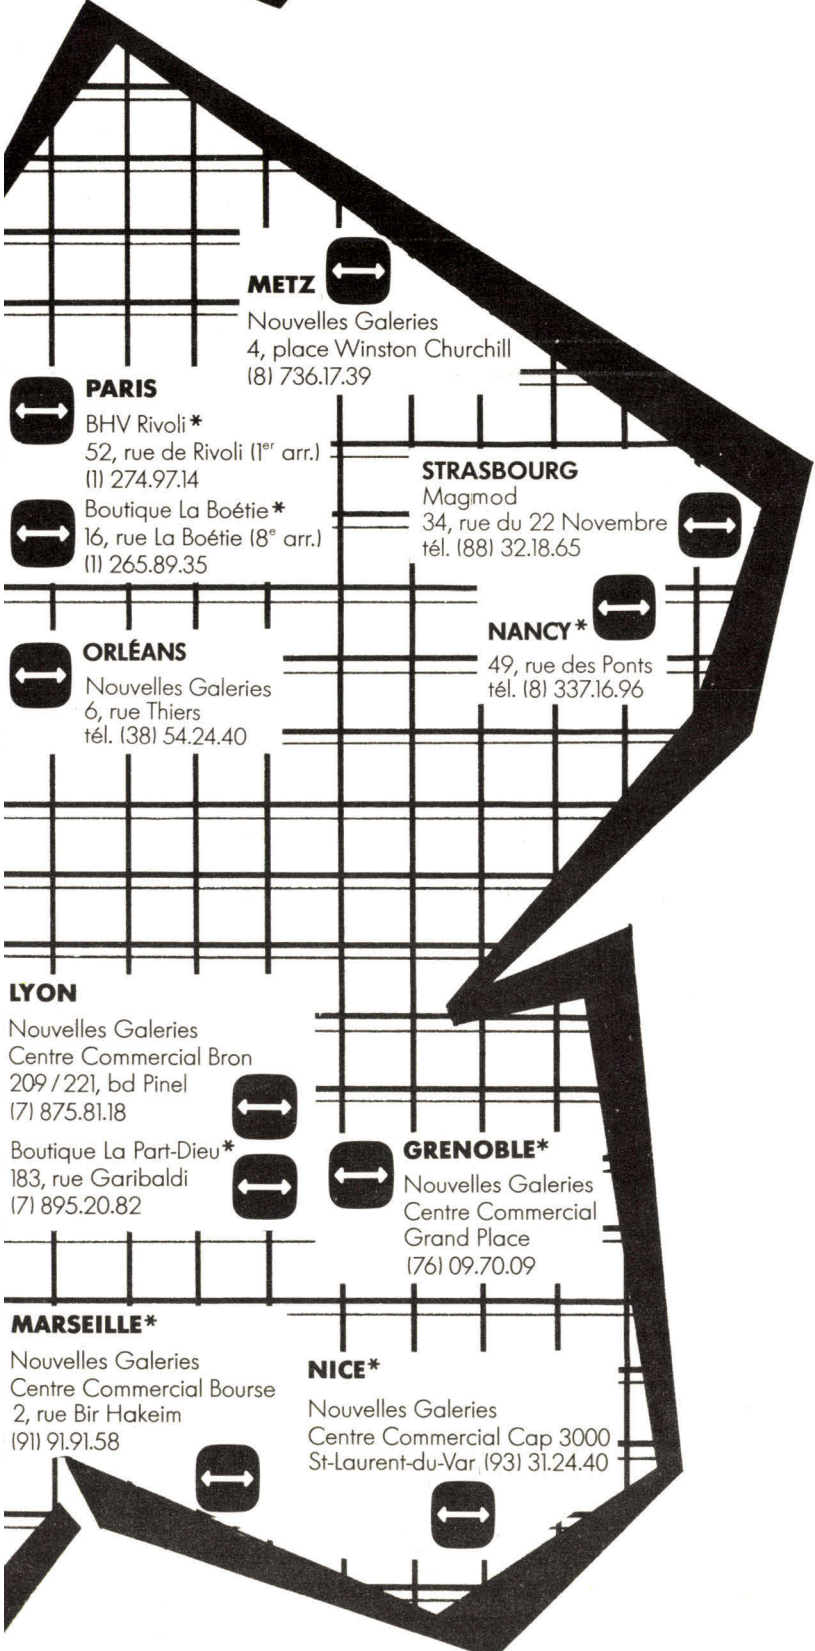 METZ
Nouvelles Galeries
4, place Winston Churchill
(8) 736.17.39
PARIS
BHV Rivoli*
52, rue de Rivoli (1er arr.)
(1) 274.97.14
Boutique La Boétie*
16, rue La Boétie (8e arr.)
(1) 265.89.35
STRASBOURG
Magmod
34, rue du 22 Novembre
tél. (88) 32.18.65
NANCY*
49, rue des Ponts
tél. (8) 337.16.96
ORLÉANS
Nouvelles Galeries
6, rue Thiers
tél. (38) 54.24.40
LYON
Nouvelles Galeries
Centre Commercial Bron
209/221, bd Pinel
(7) 875.81.18
Boutique La Part-Dieu*
183, rue Garibaldi
(7) 895.20.82
GRENOBLE*
Nouvelles Galeries
Centre Commercial
Grand Place
(76) 09.70.09
MARSEILLE*
Nouvelles Galeries
Centre Commercial Bourse
2, rue Bir Hakeim
(91) 91.91.58
NICE*
Nouvelles Galeries
Centre Commercial Cap 3000
St-Laurent-du-Var (93) 31.24.40